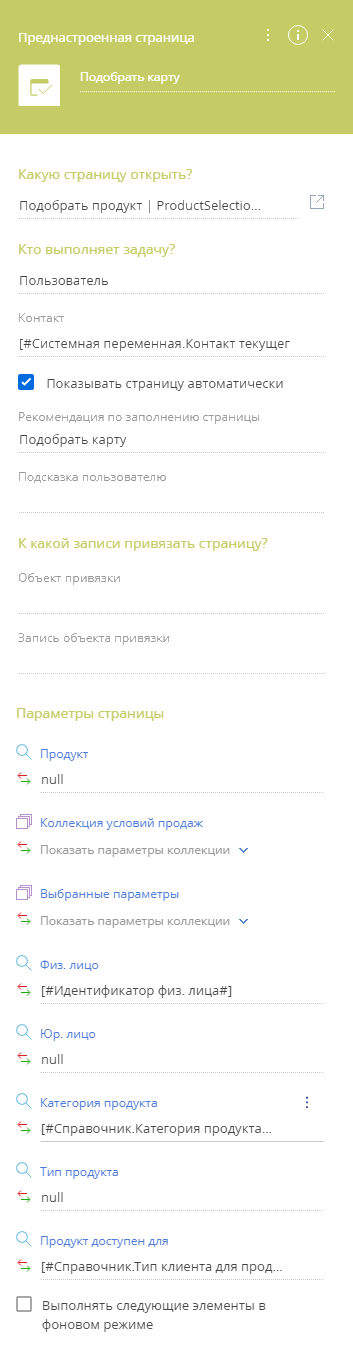 Преднастроенная страница
Подобрать карту
Какую страницу открыть?
Подобрать продукт | ProductSelectio...
Кто выполняет задачу?
Пользователь
Контакт
[#Системная переменная.Контакт текущег
Показывать страницу автоматически
Рекомендация по заполнению страницы
Подобрать карту
Подсказка пользователю
К какой записи привязать страницу?
Объект привязки
Запись объекта привязки
Параметры страницы
Продукт
null
Коллекция условий продаж
Показать параметры коллекции
Выбранные параметры
Показать параметры коллекции
Физ. лицо
[#Идентификатор физ. лица#]
Юр. лицо
null
Категория продукта
[#Справочник.Категория продукта...
Тип продукта
null
Продукт доступен для
[#Справочник.Тип клиента для прод...
Выполнять следующие элементы в
фоновом режиме